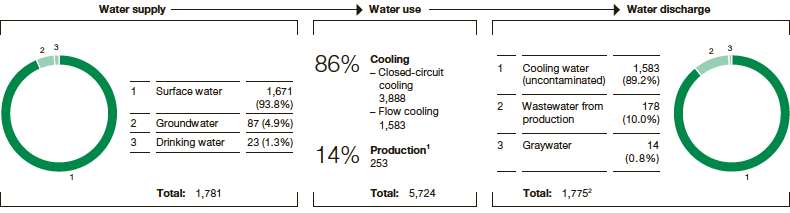 Water supply
Water use
Water discharge
2 3
1
1 Surface water 1,671
(93.8%)
2 Groundwater 87 (4.9%)
3 Drinking water 23 (1.3%)
Total: 1,781
86% Cooling
– Closed-circuit
cooling
3,888
– Flow cooling
1,583
14% Production¹
253
Total: 5,724
1 Cooling water 1,583
(uncontaminated) (89.2%)
2 Wastewater from 178
production (10.0%)
3 Graywater 14
(0.8%)
Total: 1,775²
2 3
1